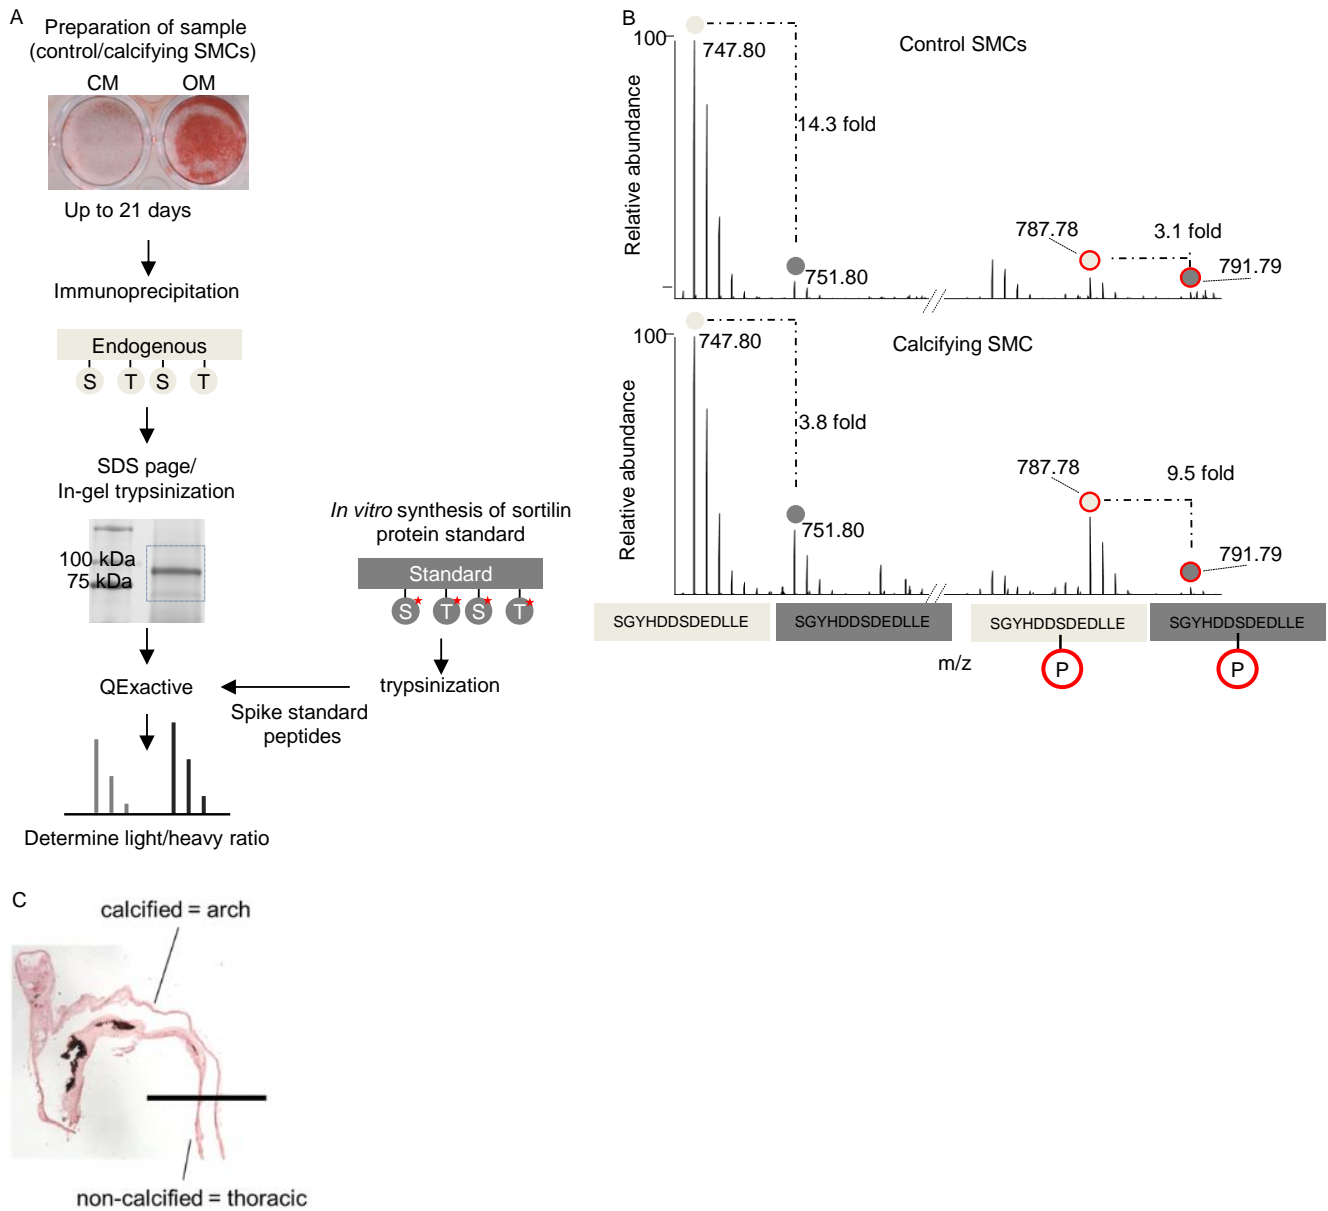 A
Preparation of sample
(control/calcifying SMCs)
CM OM
Up to 21 days
Immunoprecipitation
Endogenous
S T S T
SDS page/
In-gel trypsinization
100 kDa
75 kDa
In vitro synthesis of sortilin
protein standard
Standard
S T S T
trypsinization
QExactive
Spike standard
peptides
Determine light/heavy ratio
B
Control SMCs
Relative abundance
100
747.80
14.3 fold
751.80
787.78
3.1 fold
791.79
Calcifying SMC
Relative abundance
100
747.80
3.8 fold
751.80
787.78
9.5 fold
791.79
SGYHDDSDEDLLE SGYHDDSDEDLLE SGYHDDSDEDLLE SGYHDDSDEDLLE
P P
m/z
C
calcified = arch
non-calcified = thoracic